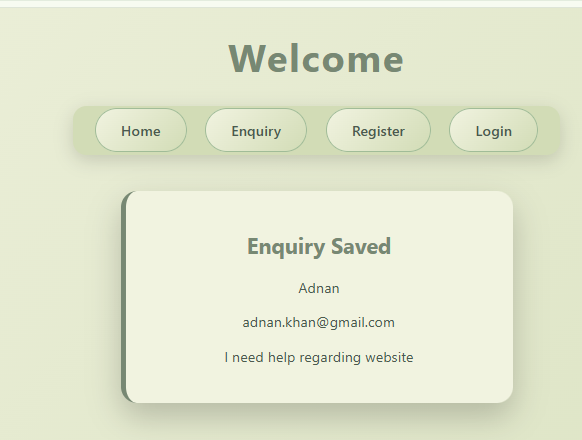 Welcome
Home Enquiry Register Login
Enquiry Saved
Adnan
adnan.khan@gmail.com
I need help regarding website